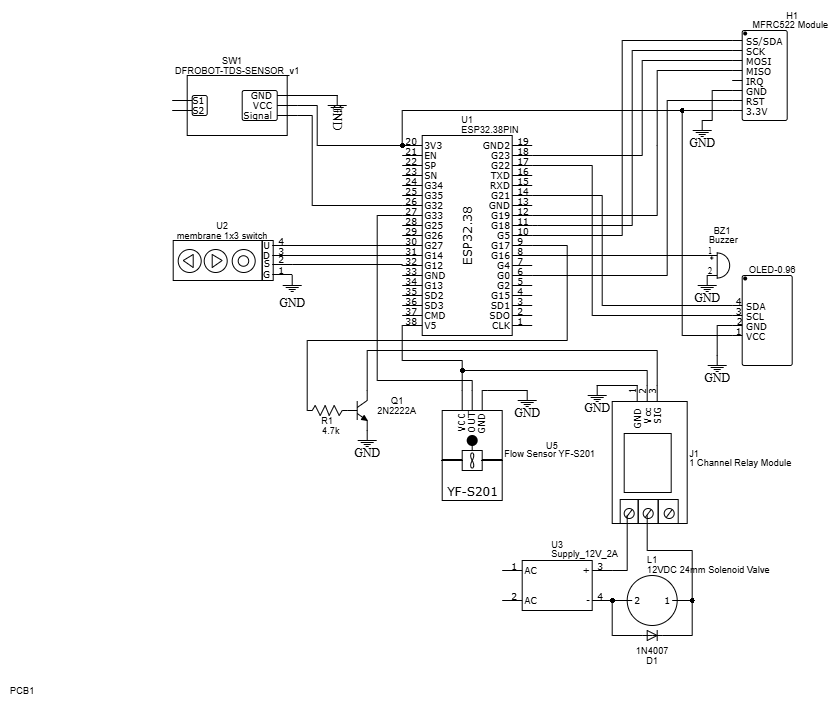 H1
MFRC522 Module
SS/SDA
SCK
MOSI
MISO
IRQ
GND
RST
3.3V
GND
SW1
DFROBOT-TDS-SENSOR_v1
S1
S2
GND
VCC
Signal
GND
U1
ESP32.38PIN
ESP32.38
20 3V3 GND2 19
21 EN G23 18
22 SP G22 17
23 SN TXD 16
24 G34 RXD 15
25 G35 G21 14
26 G32 GND 13
27 G33 G19 12
28 G25 G18 11
29 G26 G5 10
30 G27 G17 9
31 G14 G16 8
32 G12 G4 7
33 GND G0 6
34 G13 G2 5
35 SD2 G15 4
36 SD3 SD1 3
37 CMD SDO 2
38 V5 CLK 1
U2
membrane 1x3 switch
U 4
D 3
S 2
G 1
GND
BZ1
Buzzer
1
+
2
GND
OLED-0.96
4 SDA
3 SCL
2 GND
1 VCC
GND
Q1
2N2222A
R1
4.7k
GND
VCC
OUT
GND
GND
U5
Flow Sensor YF-S201
YF-S201
GND
1
2
3
GND
Vcc
SIG
J1
1 Channel Relay Module
U3
Supply_12V_2A
1 AC + 3
2 AC - 4
L1
12VDC 24mm Solenoid Valve
2 1
1N4007
D1
PCB1